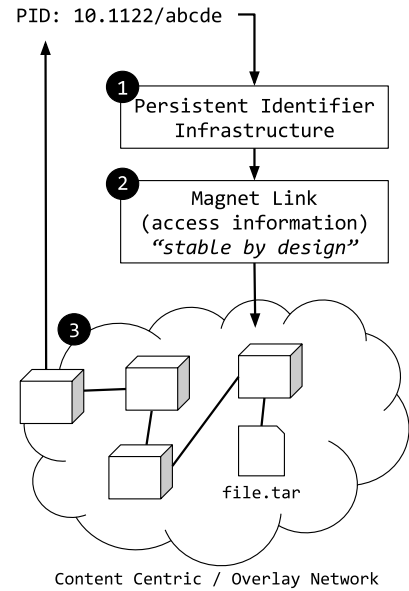 PID: 10.1122/abcde
1
Persistent Identifier
Infrastructure
2
Magnet Link
(access information)
“stable by design”
3
file.tar
Content Centric / Overlay Network